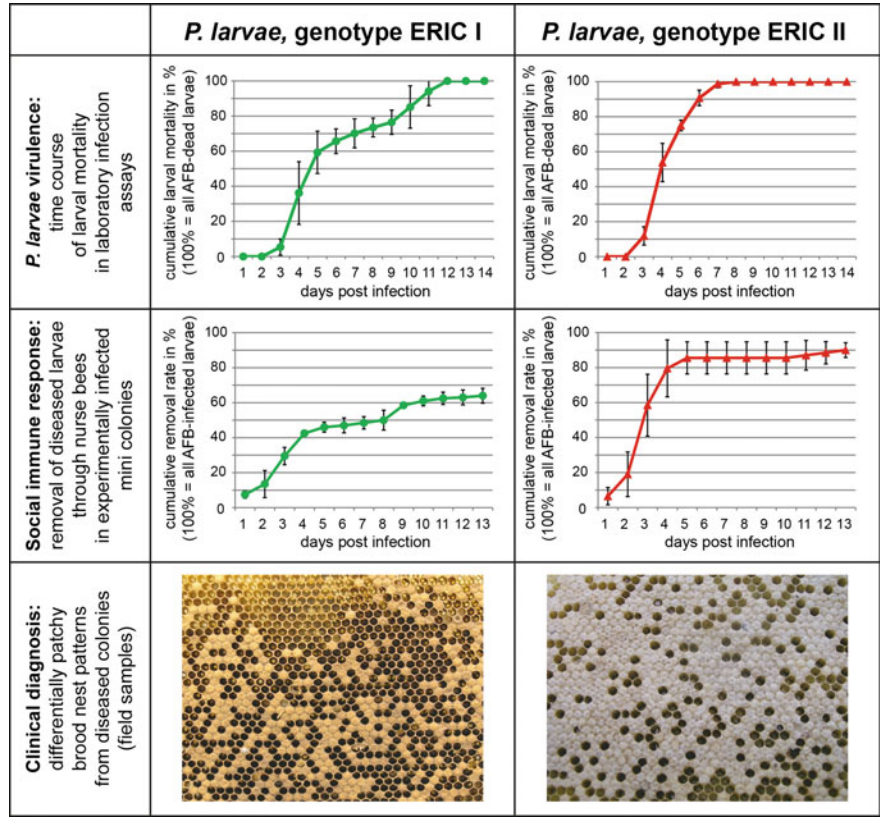 P. larvae, genotype ERIC I
P. larvae, genotype ERIC II
P. larvae virulence:
time course
of larval mortality
in laboratory infection
assays
cumulative larval mortality in %
(100% = all AFB-dead larvae)
100
80
60
40
20
0
1 2 3 4 5 6 7 8 9 10 11 12 13 14
days post infection
cumulative larval mortality in %
(100% = all AFB-dead larvae)
100
80
60
40
20
0
1 2 3 4 5 6 7 8 9 10 11 12 13 14
days post infection
Social immune response:
removal of diseased larvae
through nurse bees
in experimentally infected
mini colonies
cumulative removal rate in %
(100% = all AFB-infected larvae)
100
80
60
40
20
0
1 2 3 4 5 6 7 8 9 10 11 12 13
days post infection
cumulative removal rate in %
(100% = all AFB-infected larvae)
100
80
60
40
20
0
1 2 3 4 5 6 7 8 9 10 11 12 13
days post infection
Clinical diagnosis:
differentially patchy
brood nest patterns
from diseased colonies
(field samples)